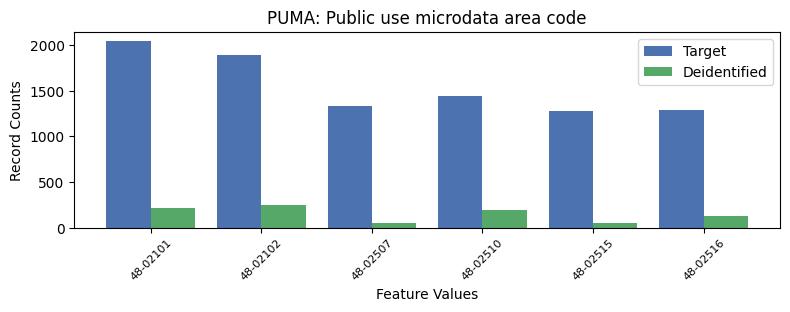 PUMA: Public use microdata area code
Target
Deidentified
Record Counts
2000
1500
1000
500
0
48-02101
48-02102
48-02507
48-02510
48-02515
48-02516
Feature Values